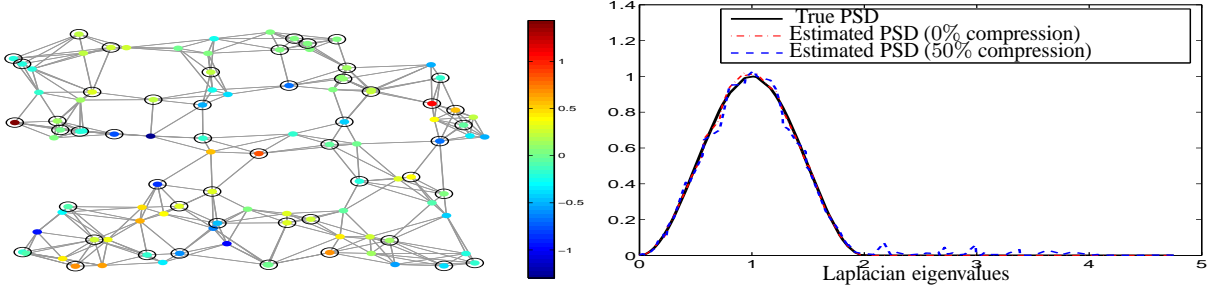 1
0.5
0
−0.5
−1
1.4
1.2
1
0.8
0.6
0.4
0.2
0
True PSD
Estimated PSD (0% compression)
Estimated PSD (50% compression)
0 1 2 3 4 5
Laplacian eigenvalues